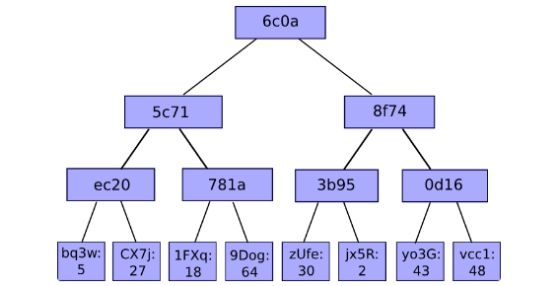 6c0a
5c71
8f74
ec20
781a
3b95
0d16
bq3w:
5
CX7j:
27
1FXq:
18
9Dog:
64
zUfe:
30
jx5R:
2
yo3G:
43
vcc1:
48